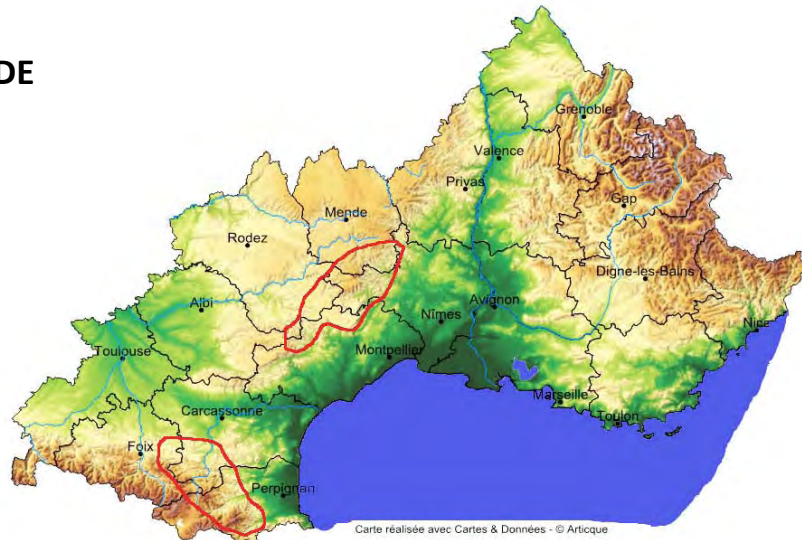 DE
Grenoble
Valence
Privas
Mende
Gap
Rodez
Digne-les-Bains
Albi
Avignon
Nîmes
Nice
Toulouse
Montpellier
Marseille
Carcassonne
Toulon
Foix
Perpignan
Carte réalisée avec Cartes & Données - © Articque